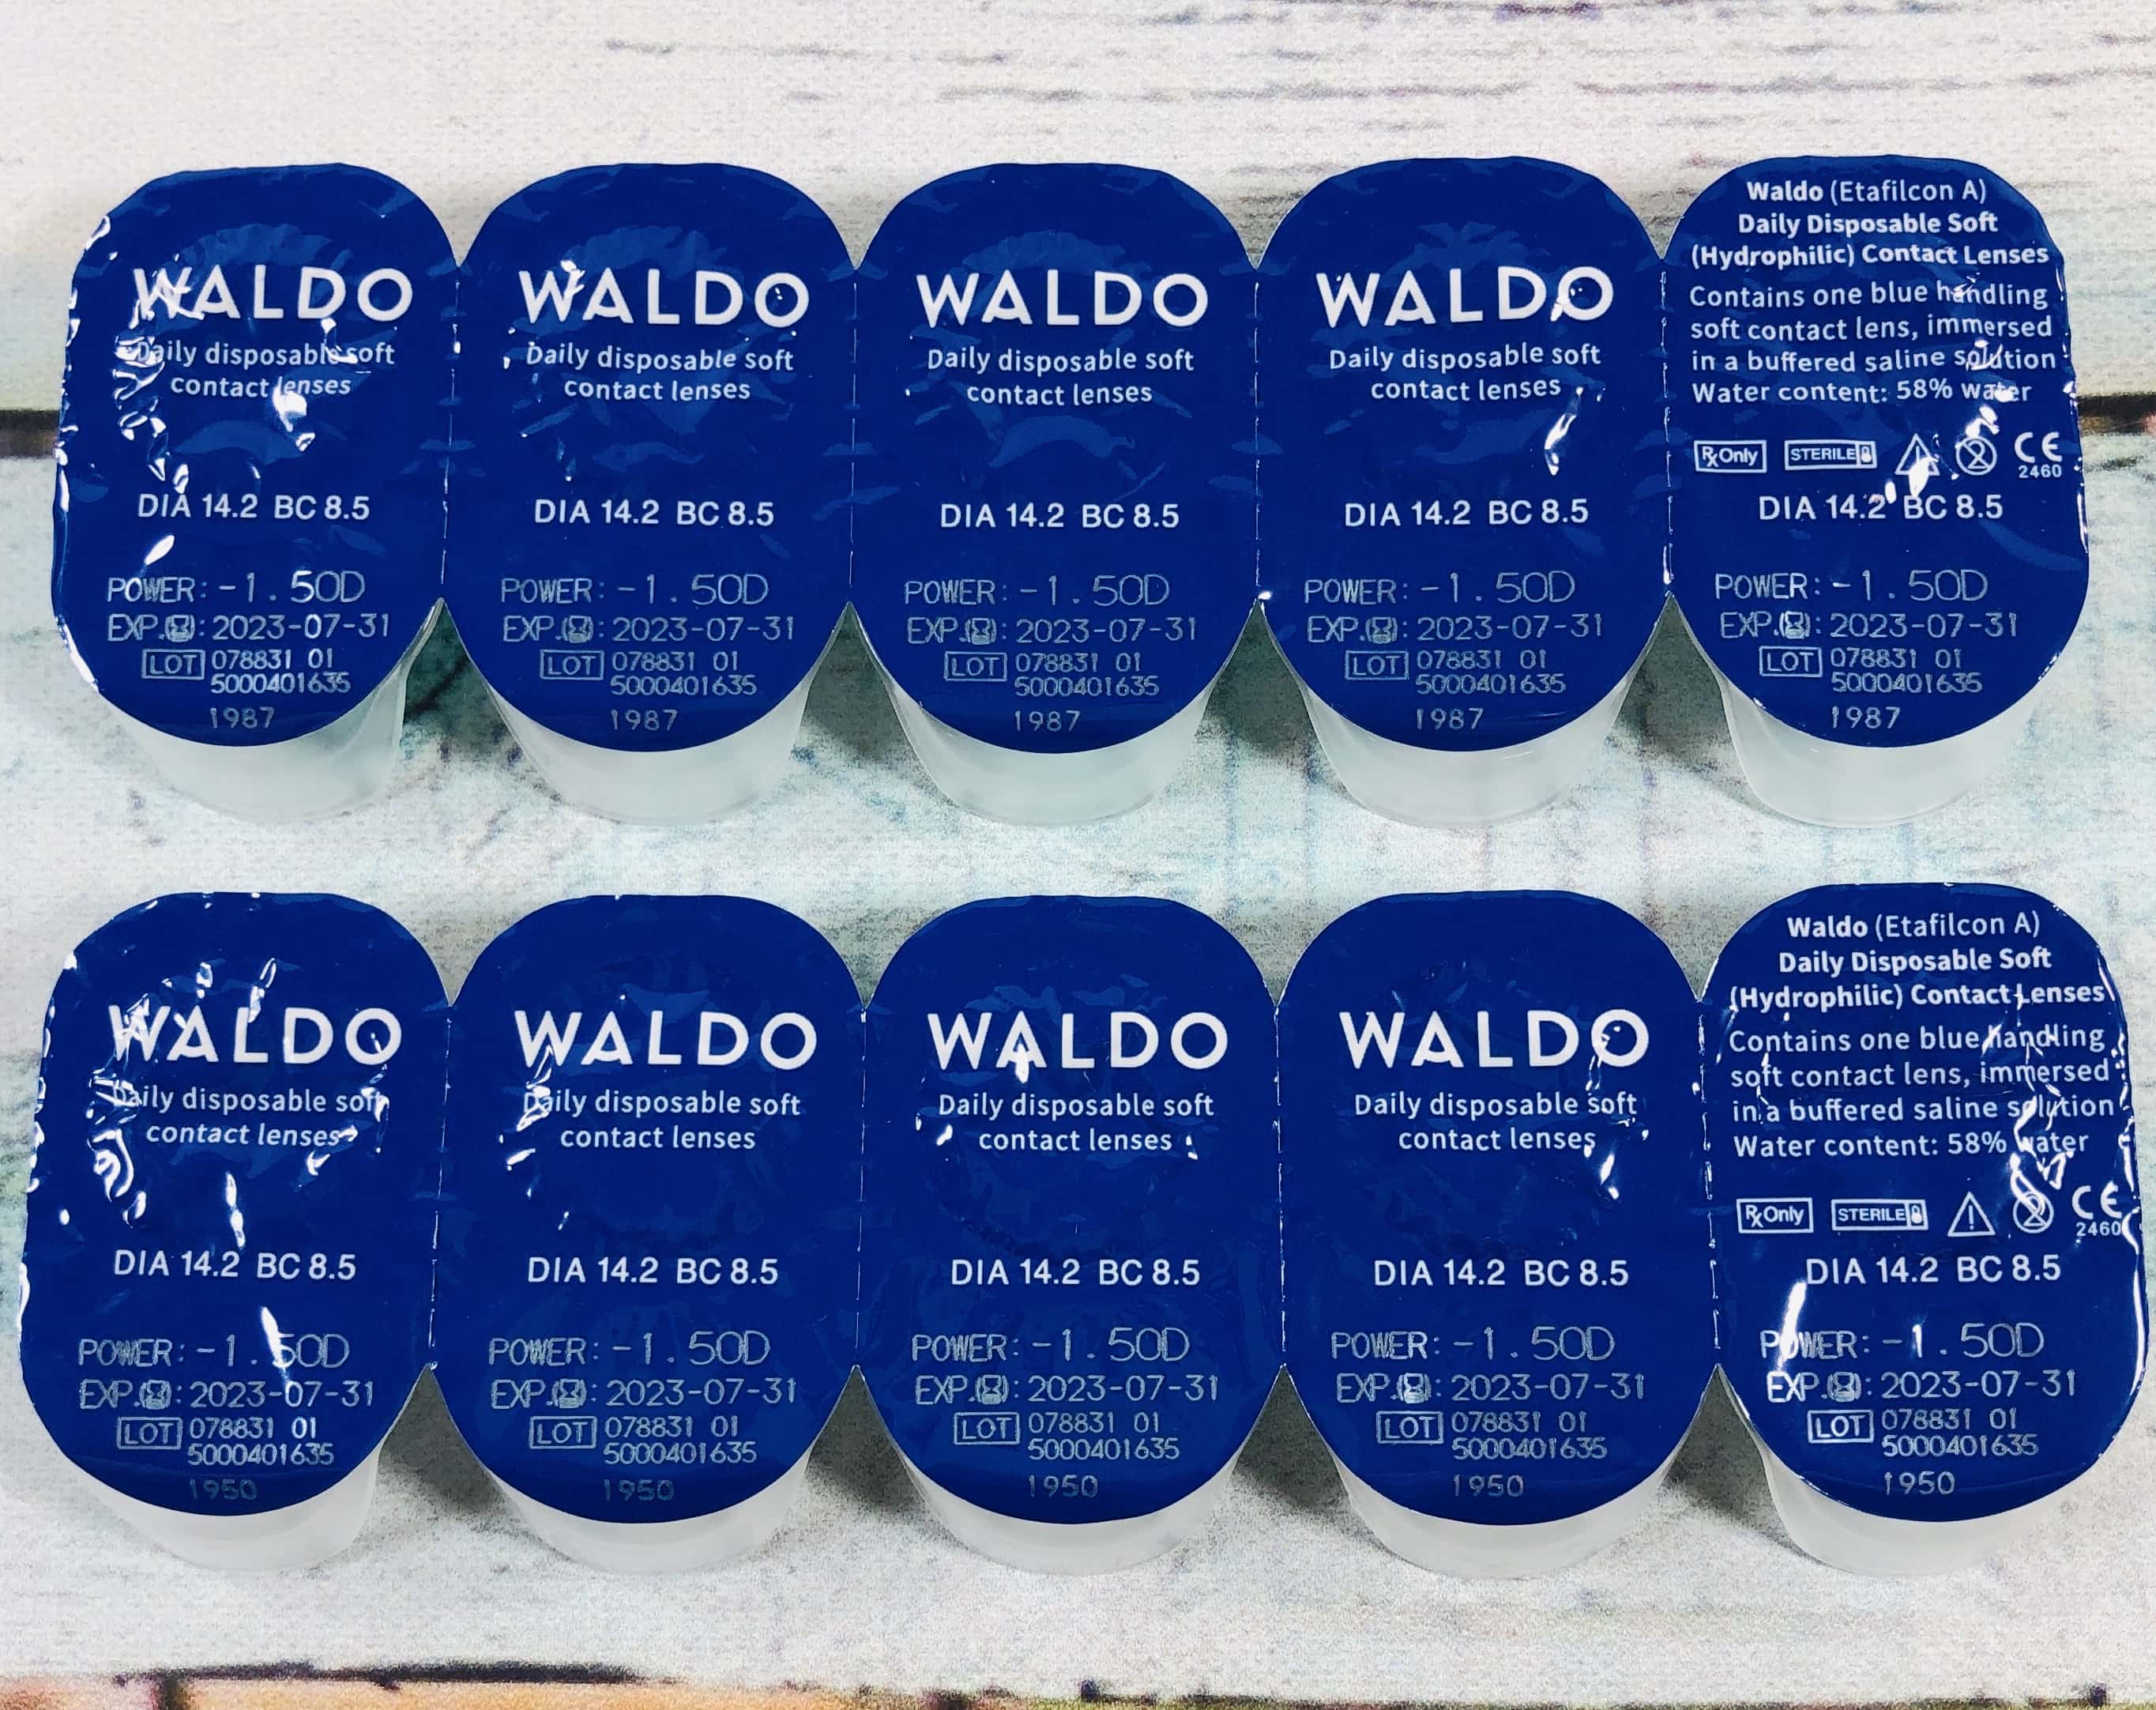 WALDO
Daily disposable soft
contact lenses
DIA 14.2 BC 8.5
POWER: -1.50D
EXP.: 2023-07-31
LOT 078831 01
5000401635
1987
WALDO
Daily disposable soft
contact lenses
DIA 14.2 BC 8.5
POWER: -1.50D
EXP.: 2023-07-31
LOT 078831 01
5000401635
1987
WALDO
Daily disposable soft
contact lenses
DIA 14.2 BC 8.5
POWER: -1.50D
EXP.: 2023-07-31
LOT 078831 01
5000401635
1987
WALDO
Daily disposable soft
contact lenses
DIA 14.2 BC 8.5
POWER: -1.50D
EXP.: 2023-07-31
LOT 078831 01
5000401635
1987
Waldo (Etafilcon A)
Daily Disposable Soft
(Hydrophilic) Contact Lenses
Contains one blue handling
soft contact lens, immersed
in a buffered saline solution
Water content: 58% water
Rx Only STERILE 2 CE
2460
DIA 14.2 BC 8.5
POWER: -1.50D
EXP.: 2023-07-31
LOT 078831 01
5000401635
1987
WALDO
Daily disposable soft
contact lenses
DIA 14.2 BC 8.5
POWER: -1.50D
EXP.: 2023-07-31
LOT 078831 01
5000401635
1950
WALDO
Daily disposable soft
contact lenses
DIA 14.2 BC 8.5
POWER: -1.50D
EXP.: 2023-07-31
LOT 078831 01
5000401635
1950
WALDO
Daily disposable soft
contact lenses
DIA 14.2 BC 8.5
POWER: -1.50D
EXP.: 2023-07-31
LOT 078831 01
5000401635
1950
WALDO
Daily disposable soft
contact lenses
DIA 14.2 BC 8.5
POWER: -1.50D
EXP.: 2023-07-31
LOT 078831 01
5000401635
1950
Waldo (Etafilcon A)
Daily Disposable Soft
(Hydrophilic) Contact Lenses
Contains one blue handling
soft contact lens, immersed
in a buffered saline solution
Water content: 58% water
Rx Only STERILE 2 CE
2460
DIA 14.2 BC 8.5
POWER: -1.50D
EXP.: 2023-07-31
LOT 078831 01
5000401635
1950